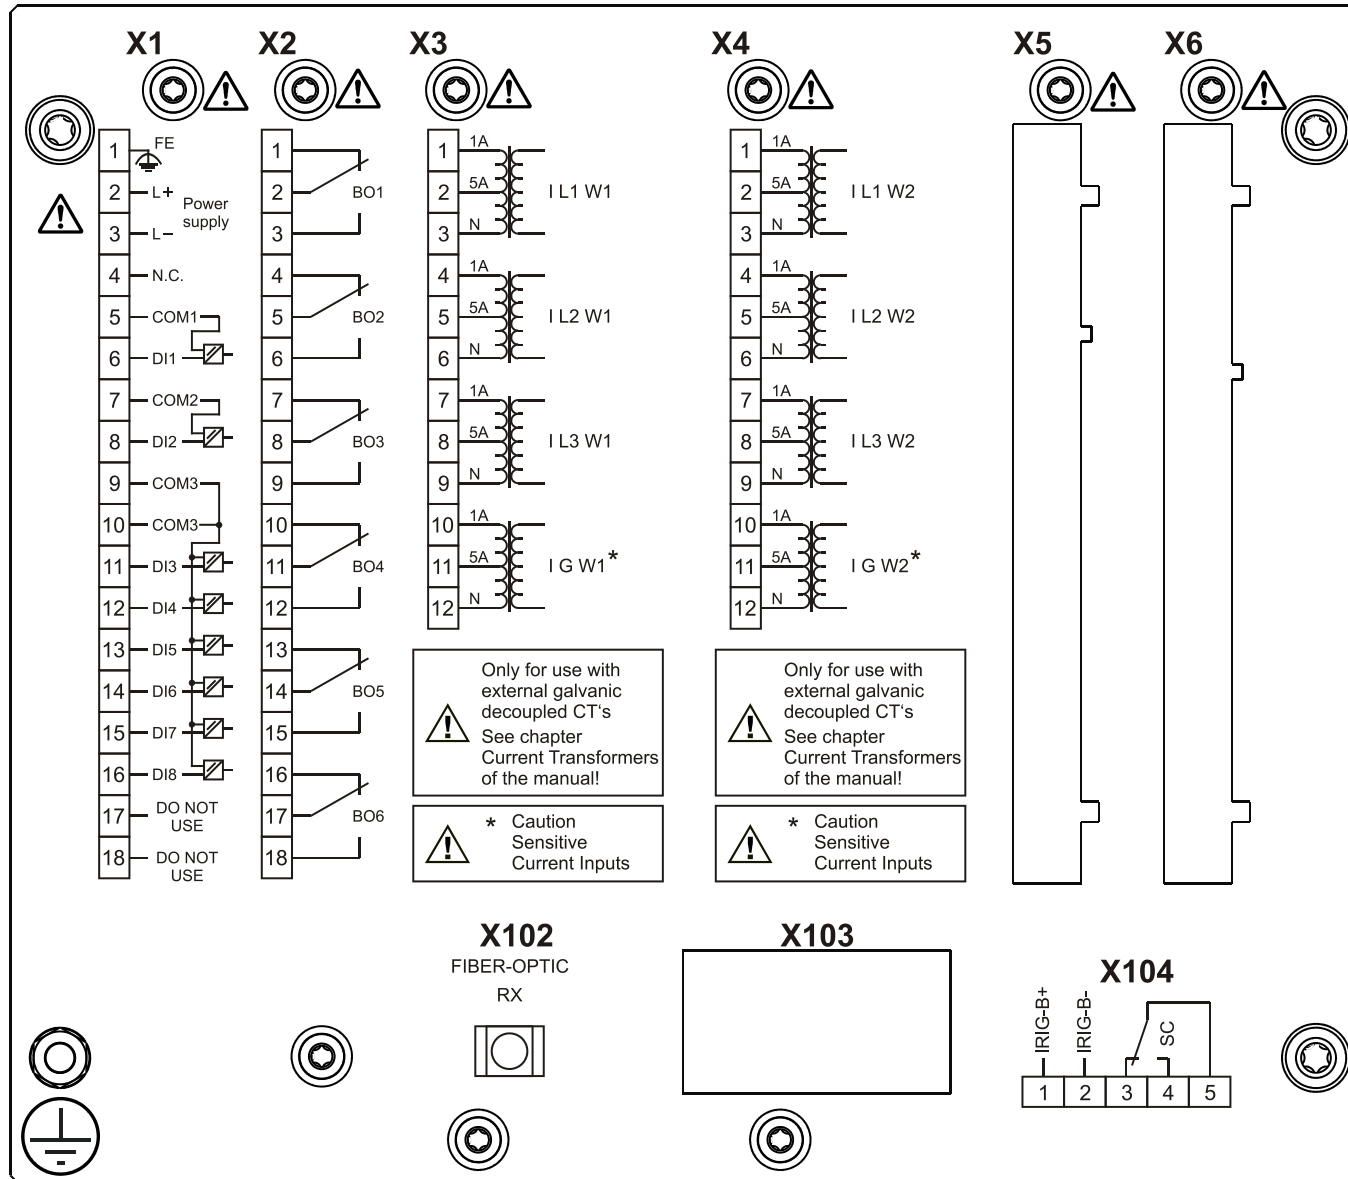 X1
X2
X3
X4
X5
X6
1 FE
2 L+
Power
supply
3 L-
4 N.C.
5 COM1
6 DI1
7 COM2
8 DI2
9 COM3
10 COM3
11 DI3
12 DI4
13 DI5
14 DI6
15 DI7
16 DI8
17 DO NOT
USE
18 DO NOT
USE
1
2 BO1
3
4
5 BO2
6
7
8 BO3
9
10
11 BO4
12
13
14 BO5
15
16
17 BO6
18
1 1A
2 5A I L1 W1
3 N
4 1A
5 5A I L2 W1
6 N
7 1A
8 5A I L3 W1
9 N
10 1A
11 5A I G W1*
12 N
Only for use with
external galvanic
decoupled CT‘s
See chapter
Current Transformers
of the manual!
* Caution
Sensitive
Current Inputs
1 1A
2 5A I L1 W2
3 N
4 1A
5 5A I L2 W2
6 N
7 1A
8 5A I L3 W2
9 N
10 1A
11 5A I G W2*
12 N
Only for use with
external galvanic
decoupled CT‘s
See chapter
Current Transformers
of the manual!
* Caution
Sensitive
Current Inputs
X102
FIBER-OPTIC
RX
X103
X104
IRIG-B+
IRIG-B-
SC
1 2 3 4 5